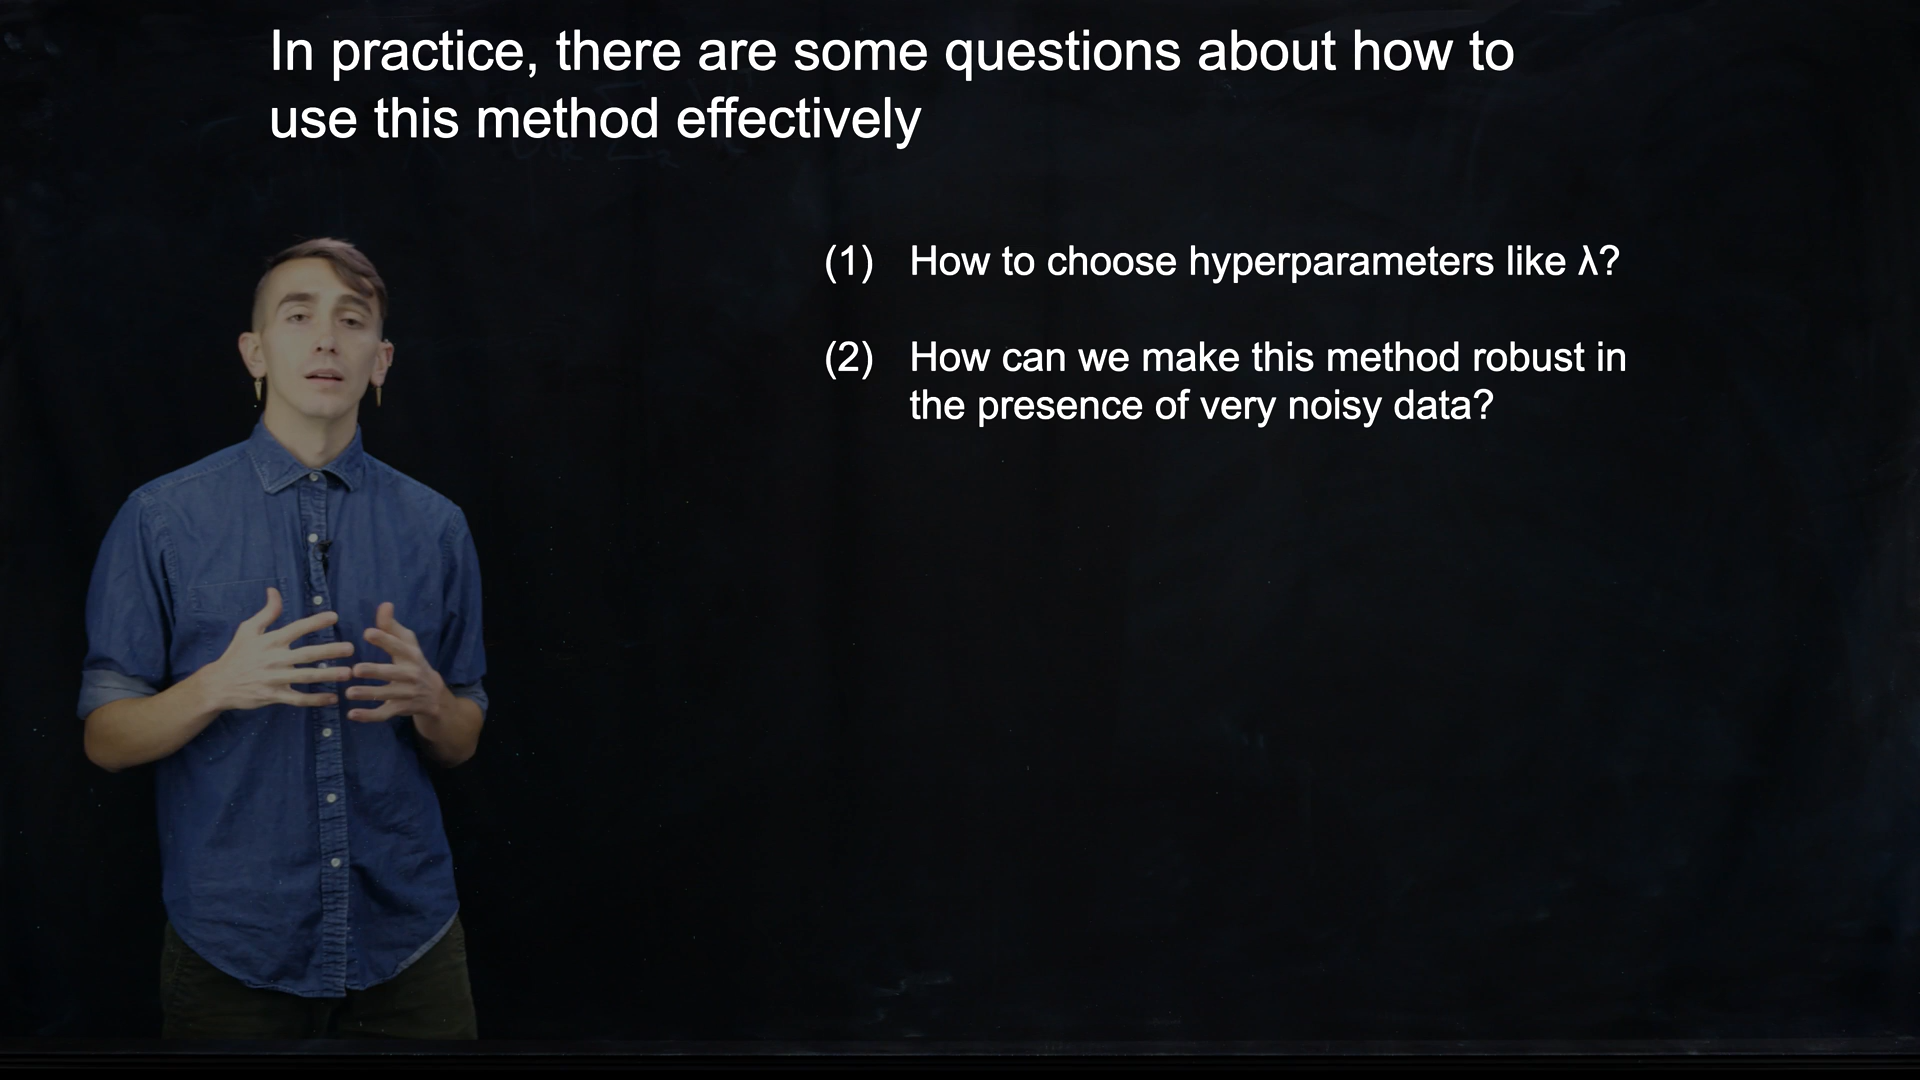 In practice, there are some questions about how to
use this method effectively
(1) How to choose hyperparameters like λ?
(2) How can we make this method robust in
the presence of very noisy data?